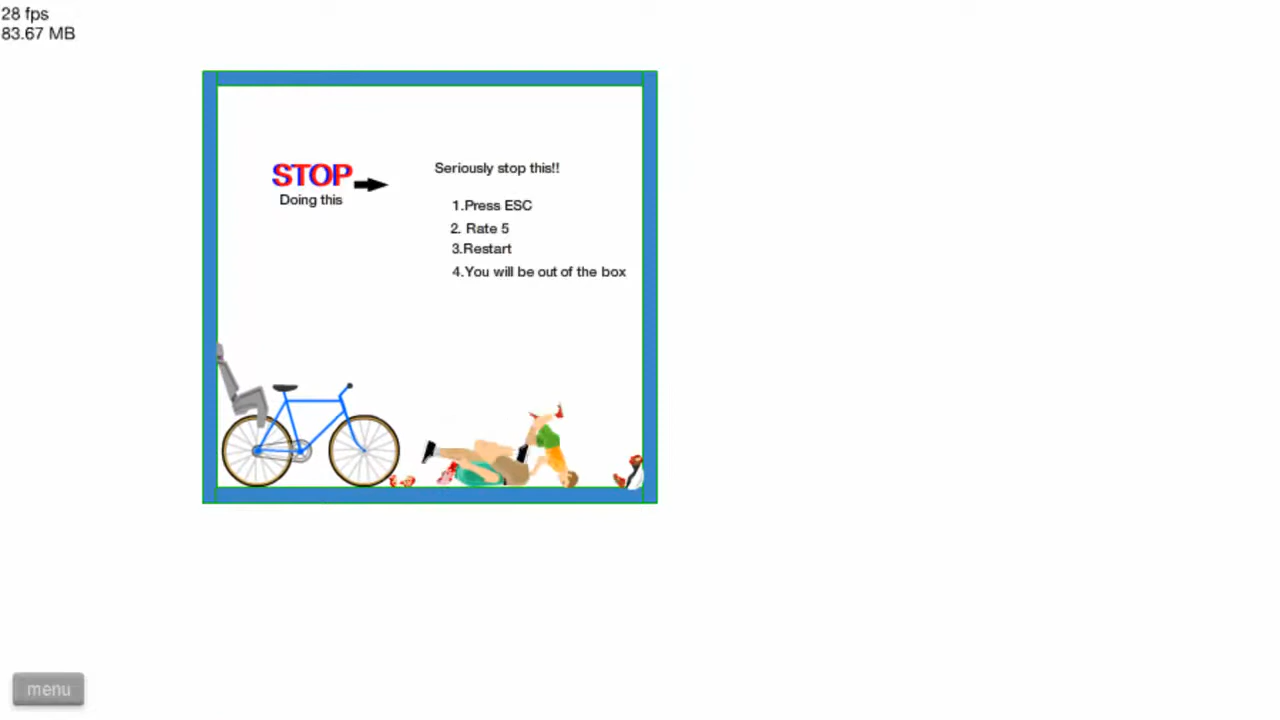 28 fps
83.67 MB
STOP
Doing this
Seriously stop this!!
1.Press ESC
2. Rate 5
3.Restart
4.You will be out of the box
menu